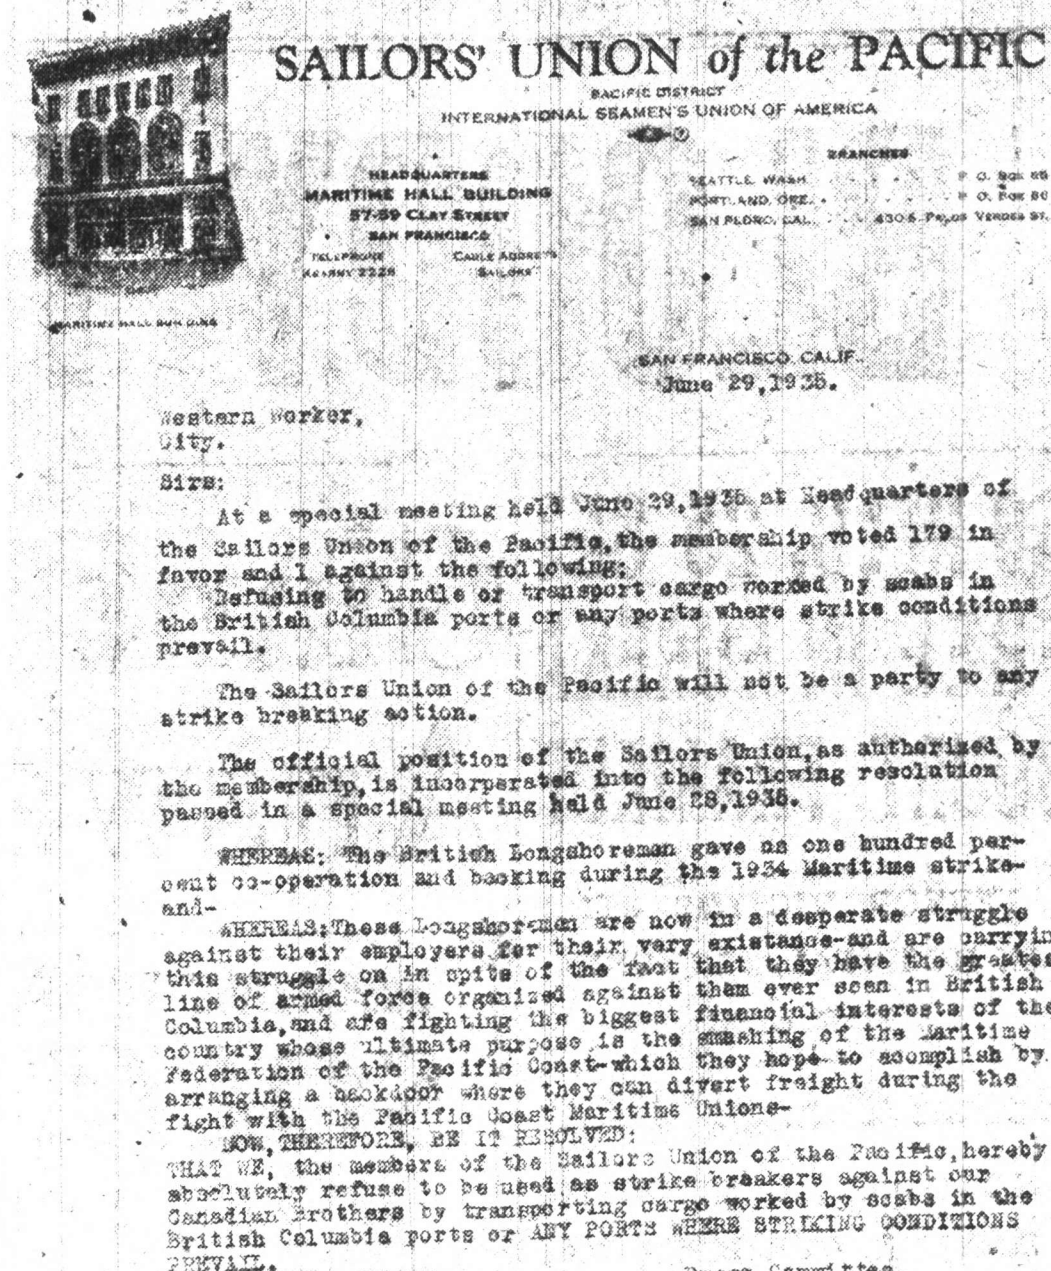 SAILORS' UNION of the PACIFIC
PACIFIC DISTRICT
INTERNATIONAL SEAMEN'S UNION OF AMERICA
HEADQUARTERS
MARITIME HALL BUILDING
57-59 CLAY STREET
SAN FRANCISCO
TELEPHONE
KEARNY 2228
CABLE ADDRESS
"SAILORS"
BRANCHES
SEATTLE, WASH. . . . . P. O. BOX
PORTLAND, ORE. . . . . P. O. BOX
SAN PEDRO, CAL. . . . 430 S. PALOS VERDES ST.
MARITIME HALL BUILDING
SAN FRANCISCO, CALIF.,
June 29,1935.
Western Worker,
City.
Sirs:
At a special meeting held June 29,1935 at Headquarters of
the Sailors Union of the Pacific,the membership voted 179 in
favor and 1 against the following:
Refusing to handle or transport cargo worked by scabs in
the British Columbia ports or any ports where strike conditions
prevail.
The Sailors Union of the Pacific will not be a party to any
strike breaking action.
The official position of the Sailors Union,as authorized by
the membership,is incorporated into the following resolution
passed in a special meeting held June 28,1935.
WHEREAS: The British Longshoremen gave us one hundred per-
cent co-operation and backing during the 1934 Maritime strike-
and-
WHEREAS:These Longshoremen are now in a desperate struggle
against their employers for their very existance-and are carryin
this struggle on in spite of the fact that they have the greates
line of armed force organized against them ever seen in British
Columbia,and are fighting the biggest financial interests of the
country whose ultimate purpose is the smashing of the Maritime
Federation of the Pacific Coast-which they hope to acomplish by
arranging a backdoor where they can divert freight during the
fight with the Pacific Coast Maritime Unions-
NOW,THEREFORE, BE IT RESOLVED:
THAT WE, the members of the Sailors Union of the Pacific,hereby
absolutely refuse to be used as strike breakers against our
Canadian Brothers by transporting cargo worked by scabs in the
British Columbia ports or ANY PORTS WHERE STRIKING CONDITIONS
PREVAIL.
Press Committee